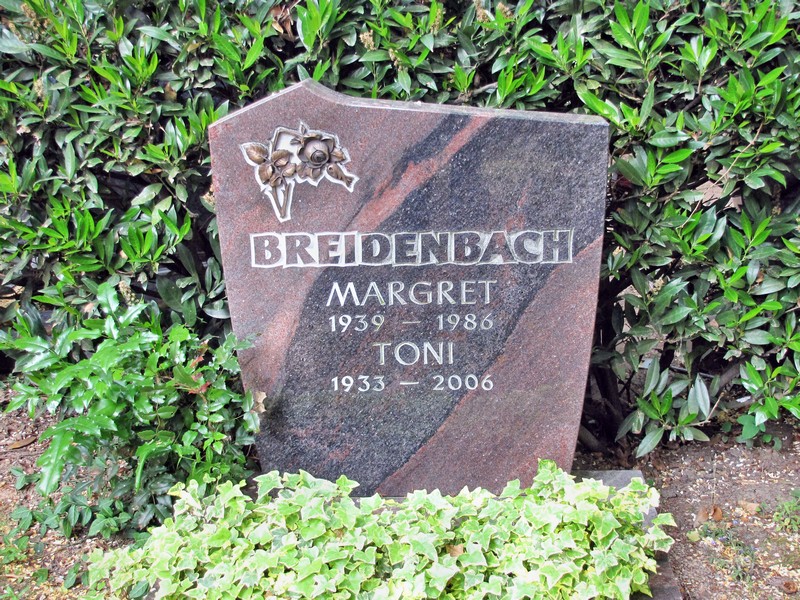 BREIDENBACH
MARGRET
1939 – 1986
TONI
1933 – 2006